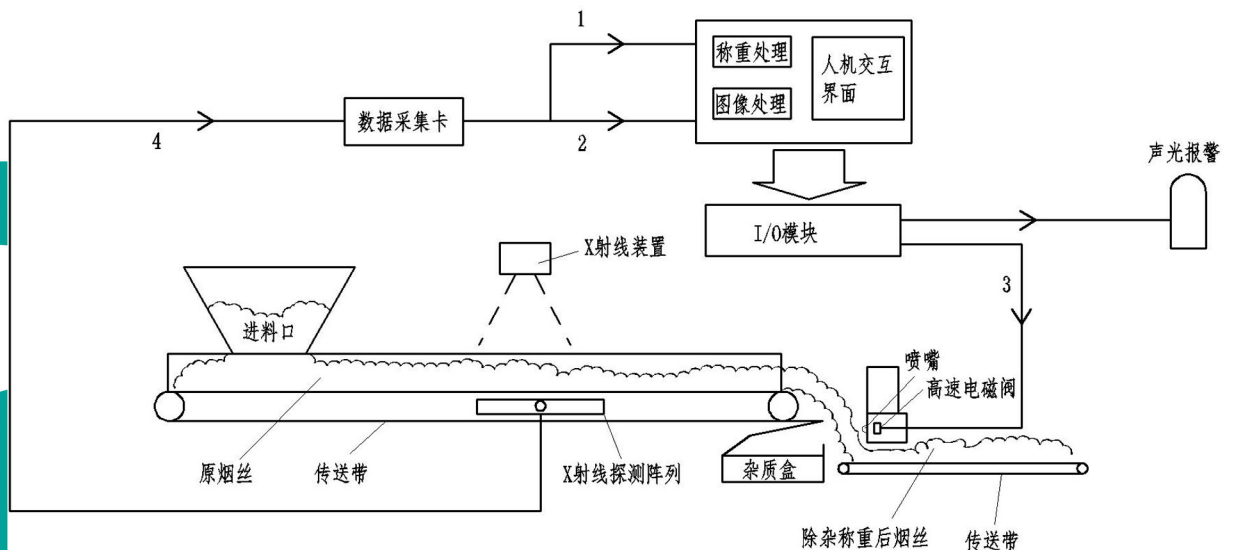 1
称重处理
人机交互
界面
图像处理
4
数据采集卡
2
声光报警
I/O模块
X射线装置
3
进料口
喷嘴
高速电磁阀
原烟丝
传送带
X射线探测阵列
杂质盒
除杂称重后烟丝
传送带